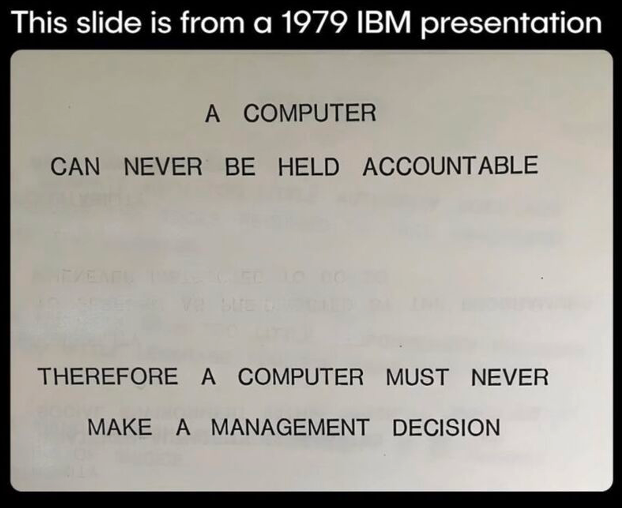 This slide is from a 1979 IBM presentation
A COMPUTER
CAN NEVER BE HELD ACCOUNTABLE
THEREFORE A COMPUTER MUST NEVER
MAKE A MANAGEMENT DECISION